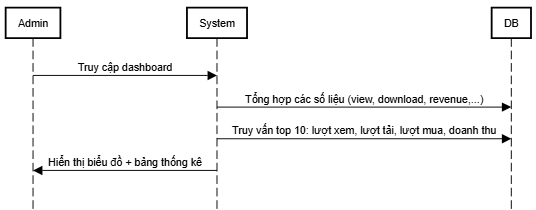 Admin
System
DB
Truy cập dashboard
Tổng hợp các số liệu (view, download, revenue,...)
Truy vấn top 10: lượt xem, lượt tải, lượt mua, doanh thu
Hiển thị biểu đồ + bảng thống kê